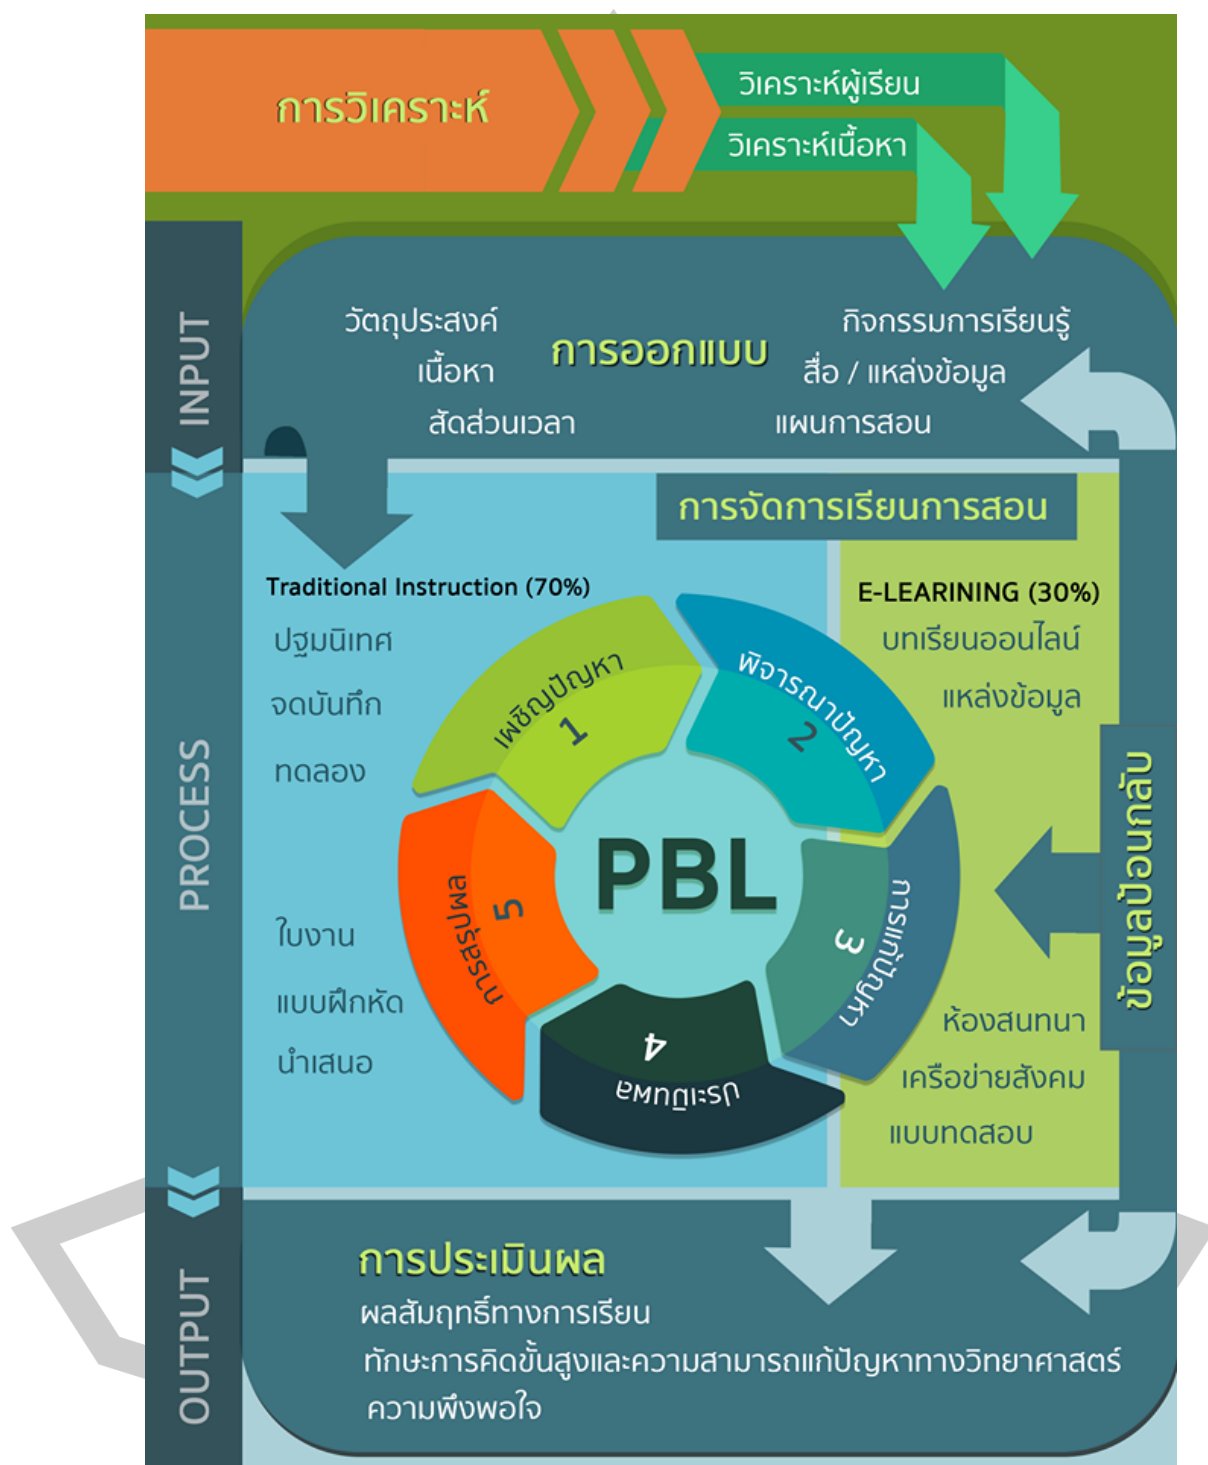 การวิเคราะห์
วิเคราะห์ผู้เรียน
วิเคราะห์เนื้อหา
INPUT
วัตถุประสงค์
เนื้อหา
สัดส่วนเวลา
การออกแบบ
กิจกรรมการเรียนรู้
สื่อ / แหล่งข้อมูล
แผนการสอน
PROCESS
การจัดการเรียนการสอน
Traditional Instruction (70%)
ปฐมนิเทศ
จดบันทึก
ทดลอง
ใบงาน
แบบฝึกหัด
นำเสนอ
E-LEARINING (30%)
บทเรียนออนไลน์
แหล่งข้อมูล
ห้องสนทนา
เครือข่ายสังคม
แบบทดสอบ
PBL
เผชิญปัญหา
1
พิจารณาปัญหา
2
การแก้ปัญหา
3
ประเมินผล
4
การสรุปผล
5
ข้อมูลป้อนกลับ
OUTPUT
การประเมินผล
ผลสัมฤทธิ์ทางการเรียน
ทักษะการคิดขั้นสูงและความสามารถแก้ปัญหาทางวิทยาศาสตร์
ความพึงพอใจ